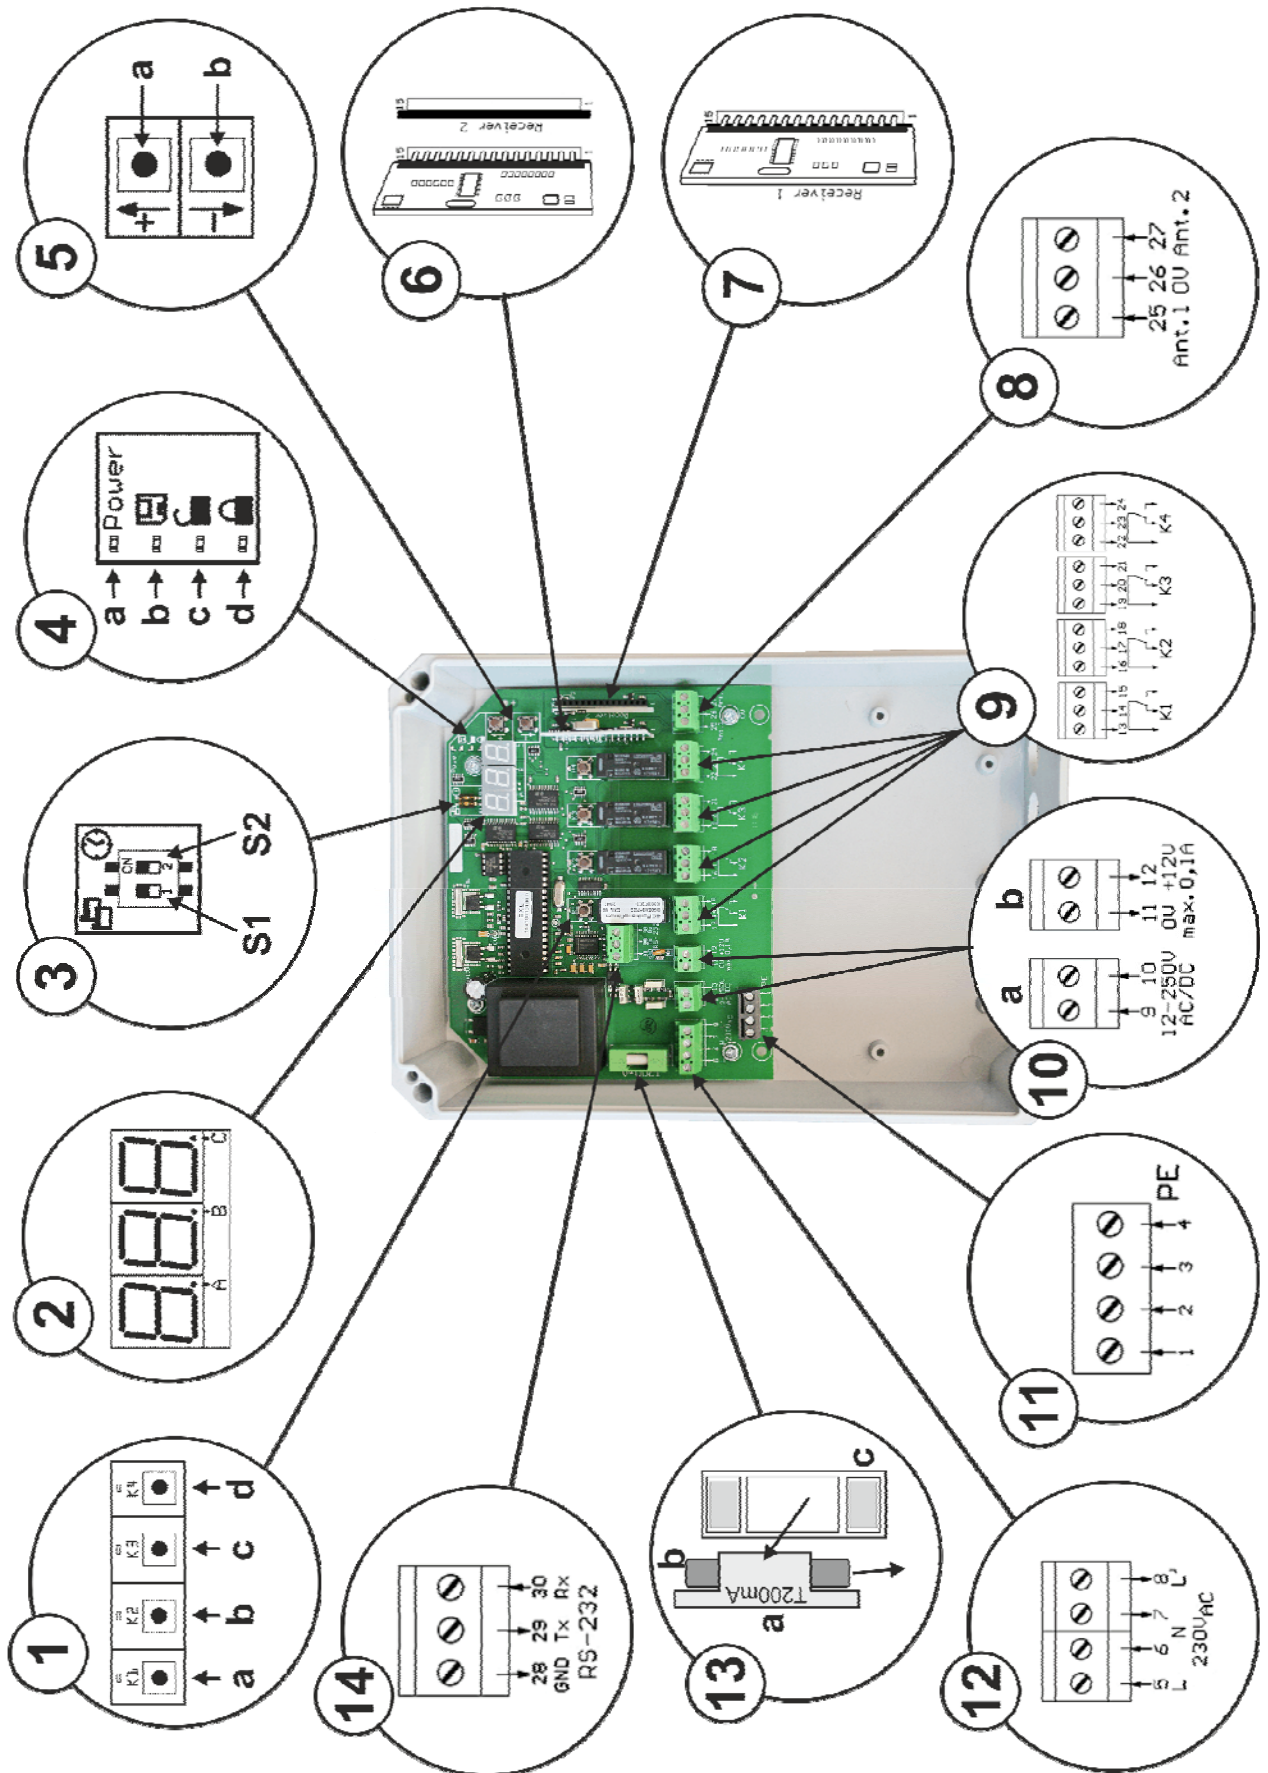 1
K1 K2 K3 K4
a b c d
2
A B C
3
ON
1 2
S1 S2
4
Power
a
b
c
d
5
+
-
a
b
6
15
1
Receiver 2
15
1
7
15
1
Receiver 1
8
25 26 27
Ant.1 0V Ant.2
9
13 14 15 16 17 18 19 20 21 22 23 24
K1 K2 K3 K4
10
a b
9 10 11 12
12-250V 0V +12V
AC/DC max.0,1A
11
1 2 3 4 PE
12
5 6 7 8
L N L'
230VAC
13
a
b
c
T200mA
14
28 29 30
GND Tx Rx
RS-232